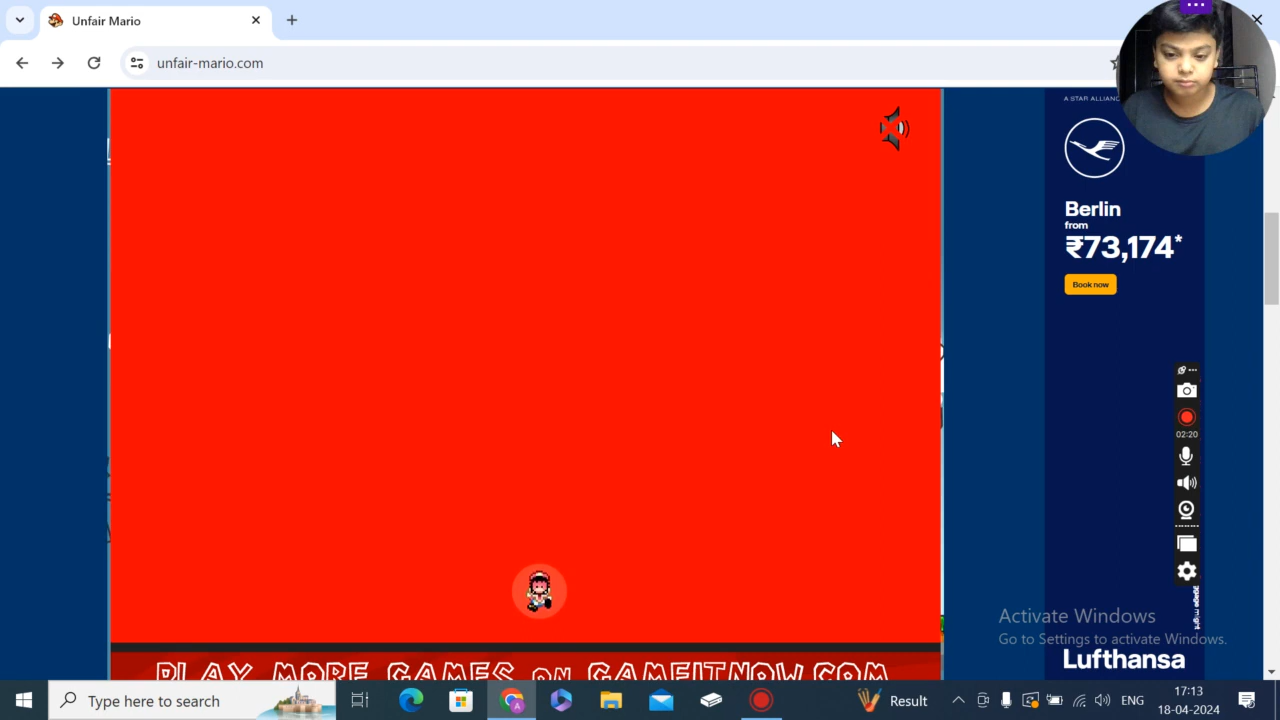 Unfair Mario
unfair-mario.com
A STAR ALLIANC
Berlin
from
₹73,174*
Book now
02:20
Activate Windows
Go to Settings to activate Windows.
Lufthansa
PLAY MORE GAMES ON GAMEITNOW.COM
Type here to search
Result
ENG
17:13
18-04-2024